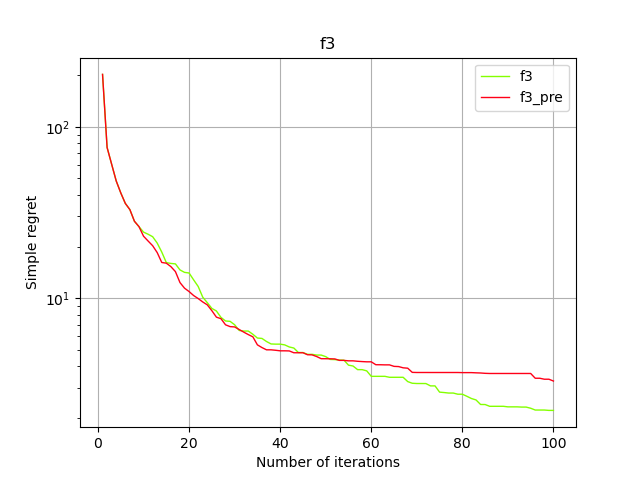 f3
f3
f3_pre
Simple regret
10²
10¹
0 20 40 60 80 100
Number of iterations